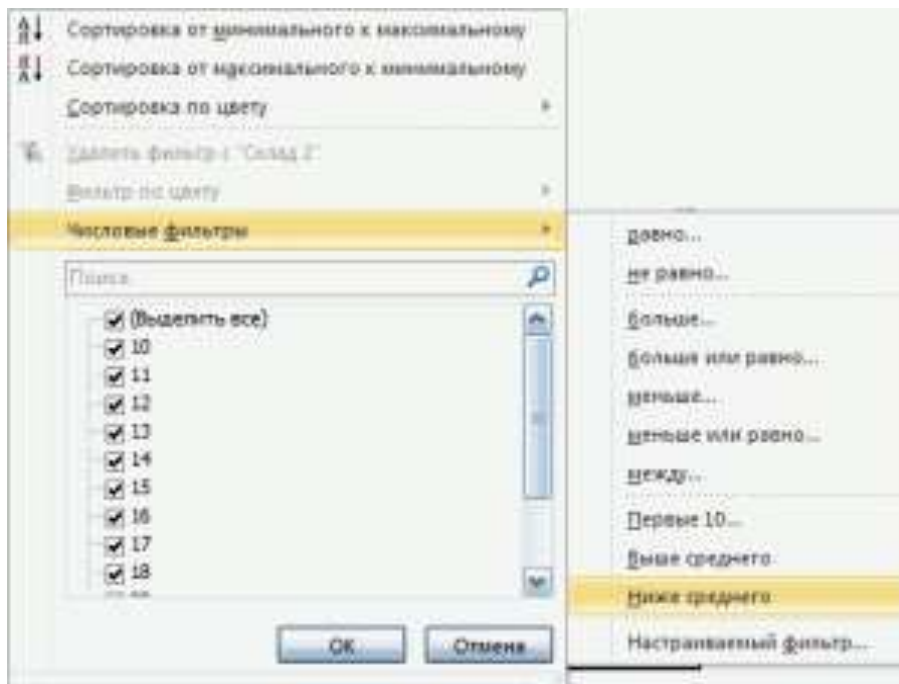 Сортировка от минимального к максимальному
Сортировка от максимального к минимальному
Сортировка по цвету
Удалить фильтр с "Склад 2"
Фильтр по цвету
Числовые фильтры
Поиск
(Выделить все)
10
11
12
13
14
15
16
17
18
ОК
Отмена
равно...
не равно...
больше...
больше или равно...
меньше...
меньше или равно...
между...
Первые 10...
Выше среднего
Ниже среднего
Настраиваемый фильтр...